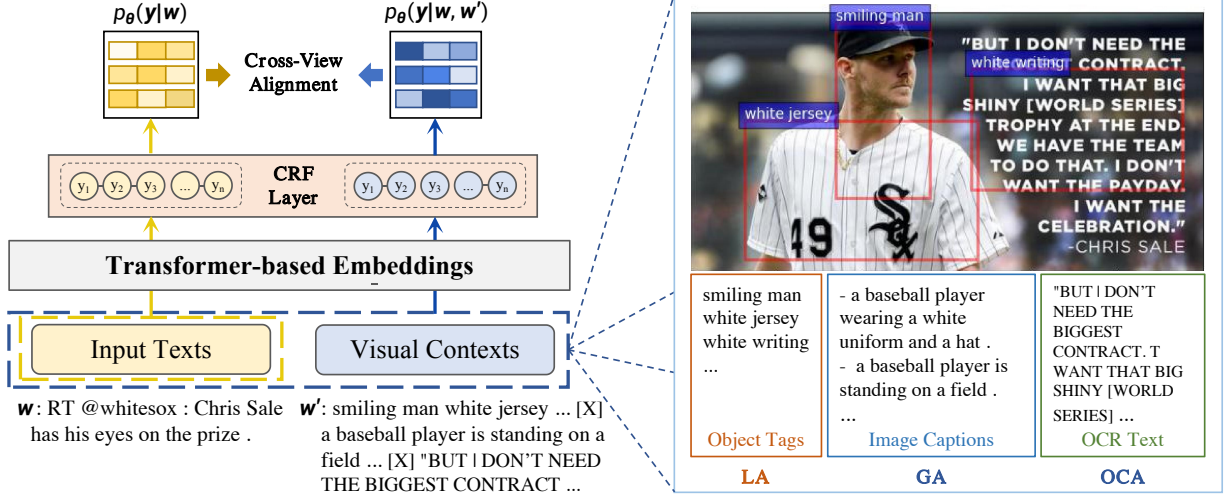 pθ(y|w)
pθ(y|w, w')
Cross-View
Alignment
y1 y2 y3 ... yn
CRF
Layer
y1 y2 y3 ... yn
Transformer-based Embeddings
Input Texts
Visual Contexts
w: RT @whitesox : Chris Sale
has his eyes on the prize .
w': smiling man white jersey ... [X]
a baseball player is standing on a
field ... [X] "BUT I DON'T NEED
THE BIGGEST CONTRACT ...
smiling man
white writing
white jersey
"BUT I DON'T NEED THE
CONTRACT.
I WANT THAT BIG
SHINY [WORLD SERIES]
TROPHY AT THE END.
WE HAVE THE TEAM
TO DO THAT. I DON'T
WANT THE PAYDAY.
I WANT THE
CELEBRATION."
-CHRIS SALE
49
Sox
smiling man
white jersey
white writing
...
Object Tags
LA
- a baseball player
wearing a white
uniform and a hat .
- a baseball player is
standing on a field .
...
Image Captions
GA
"BUT I DON'T
NEED THE
BIGGEST
CONTRACT. T
WANT THAT BIG
SHINY [WORLD
SERIES] ...
OCR Text
OCA